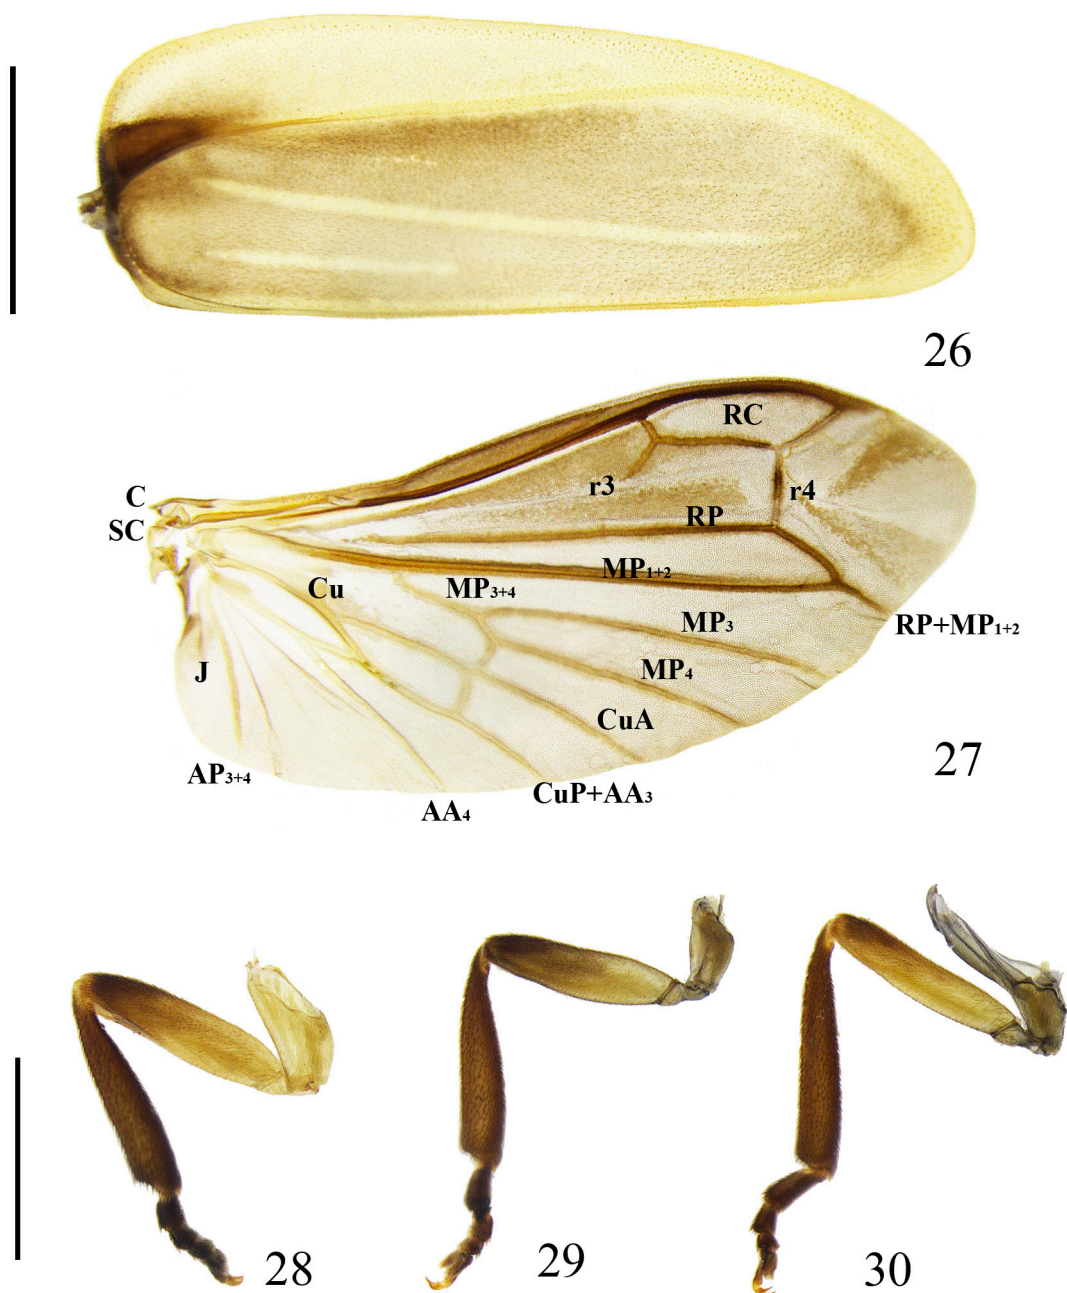 26
RC
r3
r4
C
SC
RP
MP1+2
Cu
MP3+4
MP3
RP+MP1+2
MP4
J
CuA
27
AP3+4
CuP+AA3
AA4
28
29
30